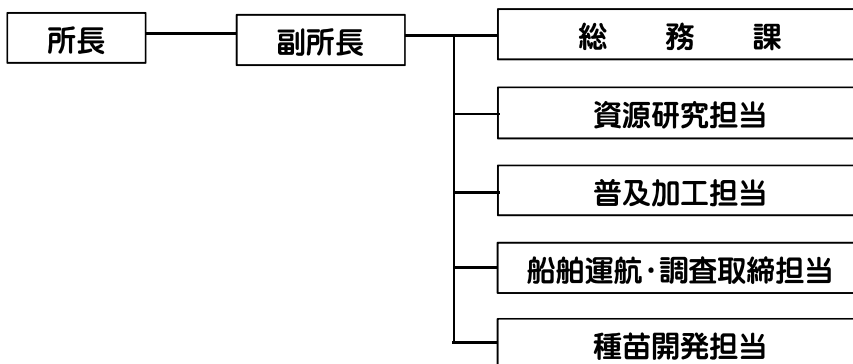 所長
副所長
総務課
資源研究担当
普及加工担当
船舶運航・調査取締担当
種苗開発担当